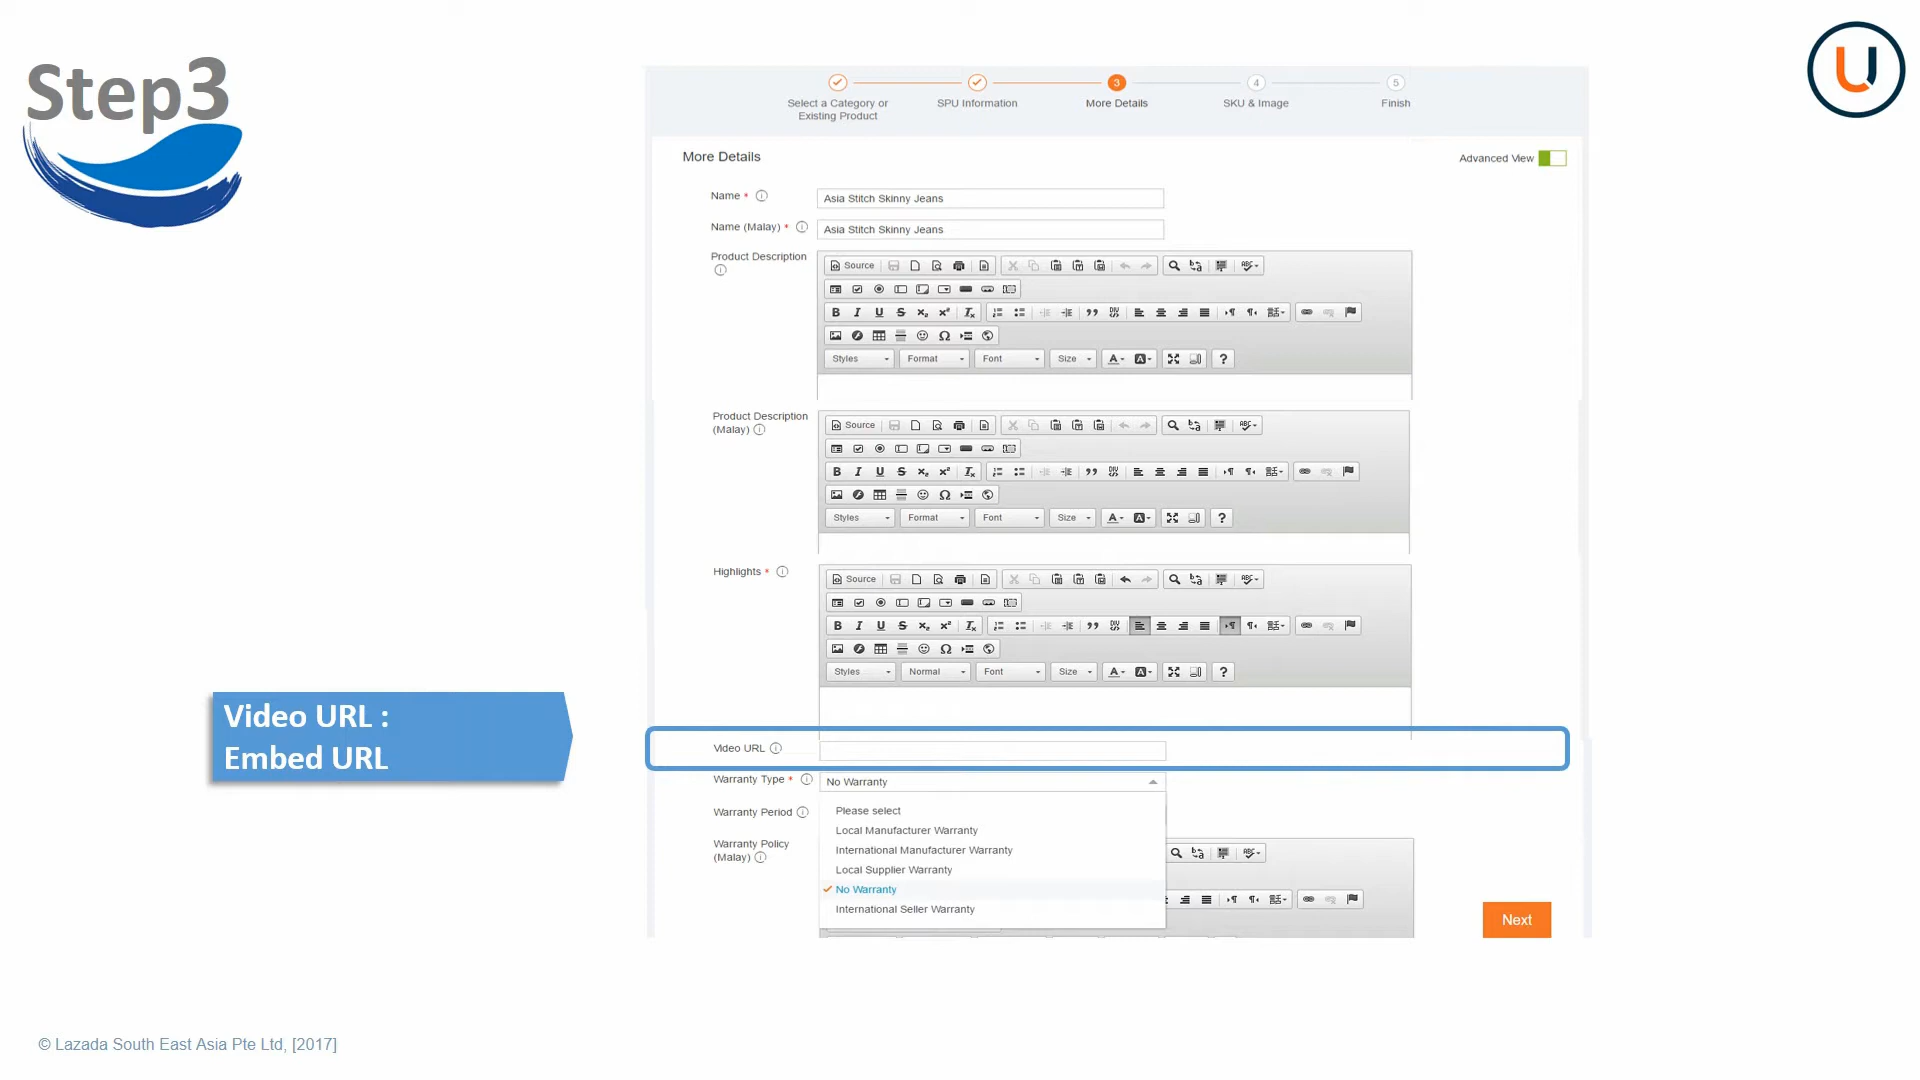 Step3
U
Select a Category or
Existing Product
SPU Information
3
More Details
4
SKU & Image
5
Finish
More Details
Advanced View
Name *
Asia Stitch Skinny Jeans
Name (Malay) *
Asia Stitch Skinny Jeans
Product Description
Source
B I U S
Styles Format Font Size A A ?
Product Description
(Malay)
Source
B I U S
Styles Format Font Size A A ?
Highlights *
Source
B I U S
Styles Normal Font Size A A ?
Video URL :
Embed URL
Video URL
Warranty Type *
No Warranty
Warranty Period
Please select
Local Manufacturer Warranty
International Manufacturer Warranty
Local Supplier Warranty
No Warranty
International Seller Warranty
Warranty Policy
(Malay)
Next
© Lazada South East Asia Pte Ltd, [2017]